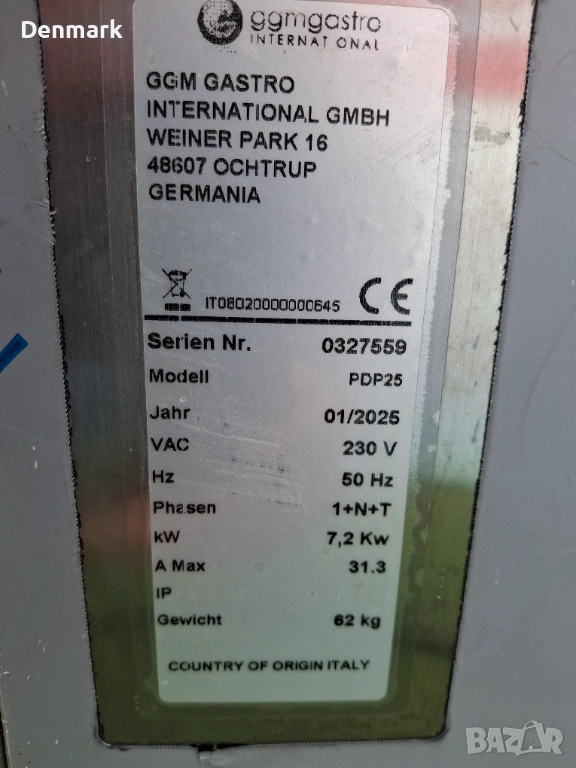 Denmark
ggmgastro
INTERNATIONAL
GGM GASTRO
INTERNATIONAL GMBH
WEINER PARK 16
48607 OCHTRUP
GERMANIA
IT08020000000645 CE
Serien Nr. 0327559
Modell PDP25
Jahr 01/2025
VAC 230 V
Hz 50 Hz
Phasen 1+N+T
kW 7,2 Kw
A Max 31.3
IP
Gewicht 62 kg
COUNTRY OF ORIGIN ITALY
BAZAR